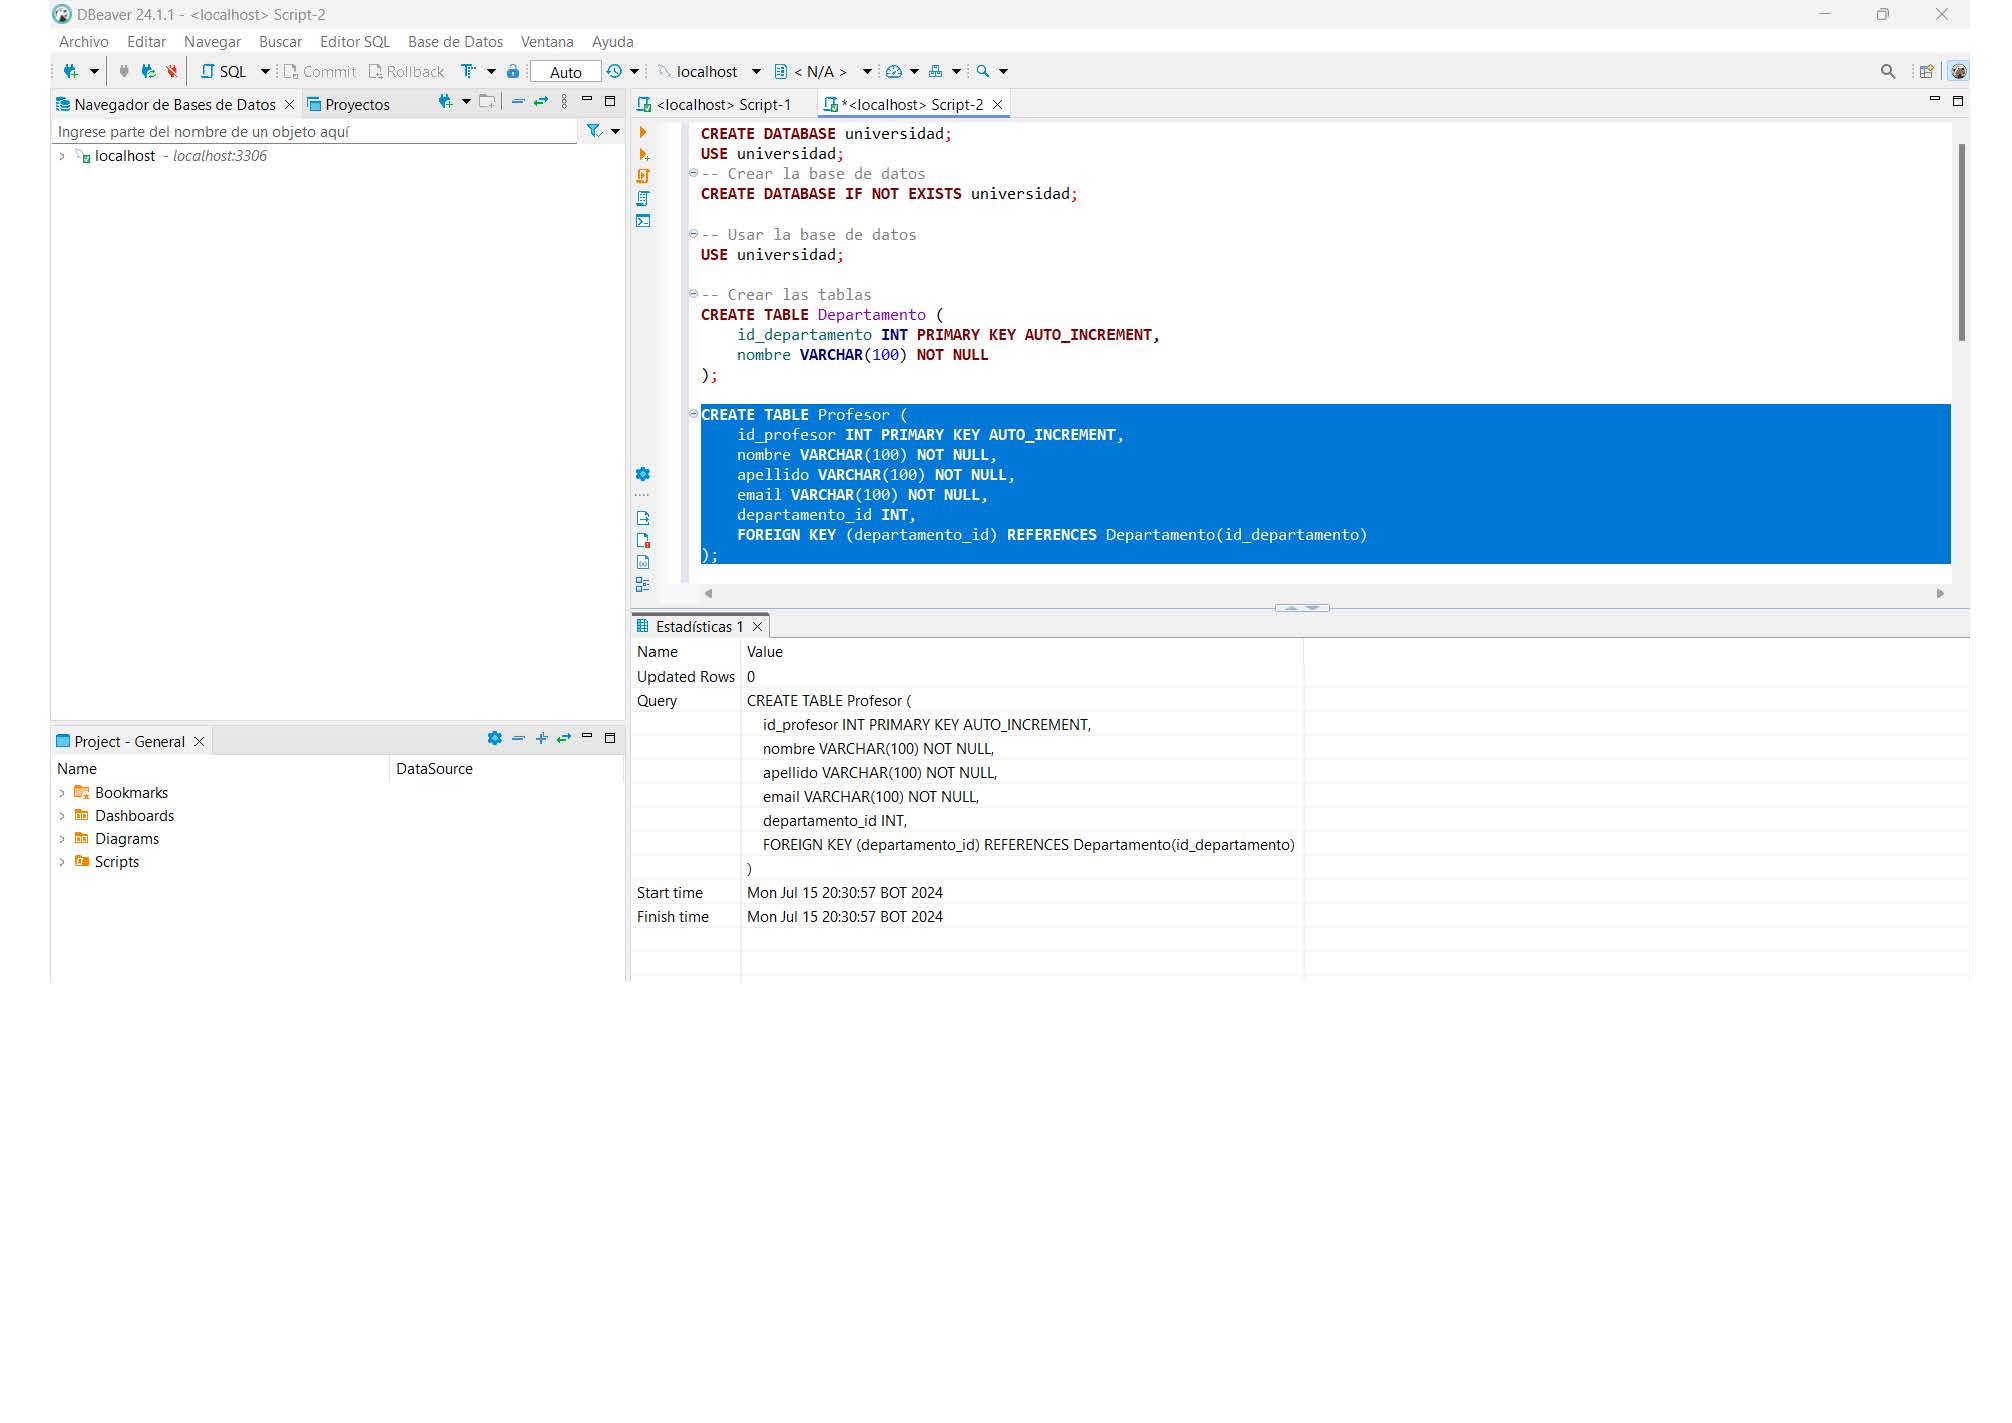 DBeaver 24.1.1 - <localhost> Script-2
Archivo Editar Navegar Buscar Editor SQL Base de Datos Ventana Ayuda
SQL Commit Rollback Auto localhost < N/A >
Navegador de Bases de Datos Proyectos
Ingrese parte del nombre de un objeto aquí
localhost - localhost:3306
<localhost> Script-1 *<localhost> Script-2
CREATE DATABASE universidad;
USE universidad;
-- Crear la base de datos
CREATE DATABASE IF NOT EXISTS universidad;
-- Usar la base de datos
USE universidad;
-- Crear las tablas
CREATE TABLE Departamento (
id_departamento INT PRIMARY KEY AUTO_INCREMENT,
nombre VARCHAR(100) NOT NULL
);
CREATE TABLE Profesor (
id_profesor INT PRIMARY KEY AUTO_INCREMENT,
nombre VARCHAR(100) NOT NULL,
apellido VARCHAR(100) NOT NULL,
email VARCHAR(100) NOT NULL,
departamento_id INT,
FOREIGN KEY (departamento_id) REFERENCES Departamento(id_departamento)
);
Estadísticas 1
Name Value
Updated Rows 0
Query CREATE TABLE Profesor (
id_profesor INT PRIMARY KEY AUTO_INCREMENT,
nombre VARCHAR(100) NOT NULL,
apellido VARCHAR(100) NOT NULL,
email VARCHAR(100) NOT NULL,
departamento_id INT,
FOREIGN KEY (departamento_id) REFERENCES Departamento(id_departamento)
)
Start time Mon Jul 15 20:30:57 BOT 2024
Finish time Mon Jul 15 20:30:57 BOT 2024
Project - General
Name DataSource
Bookmarks
Dashboards
Diagrams
Scripts